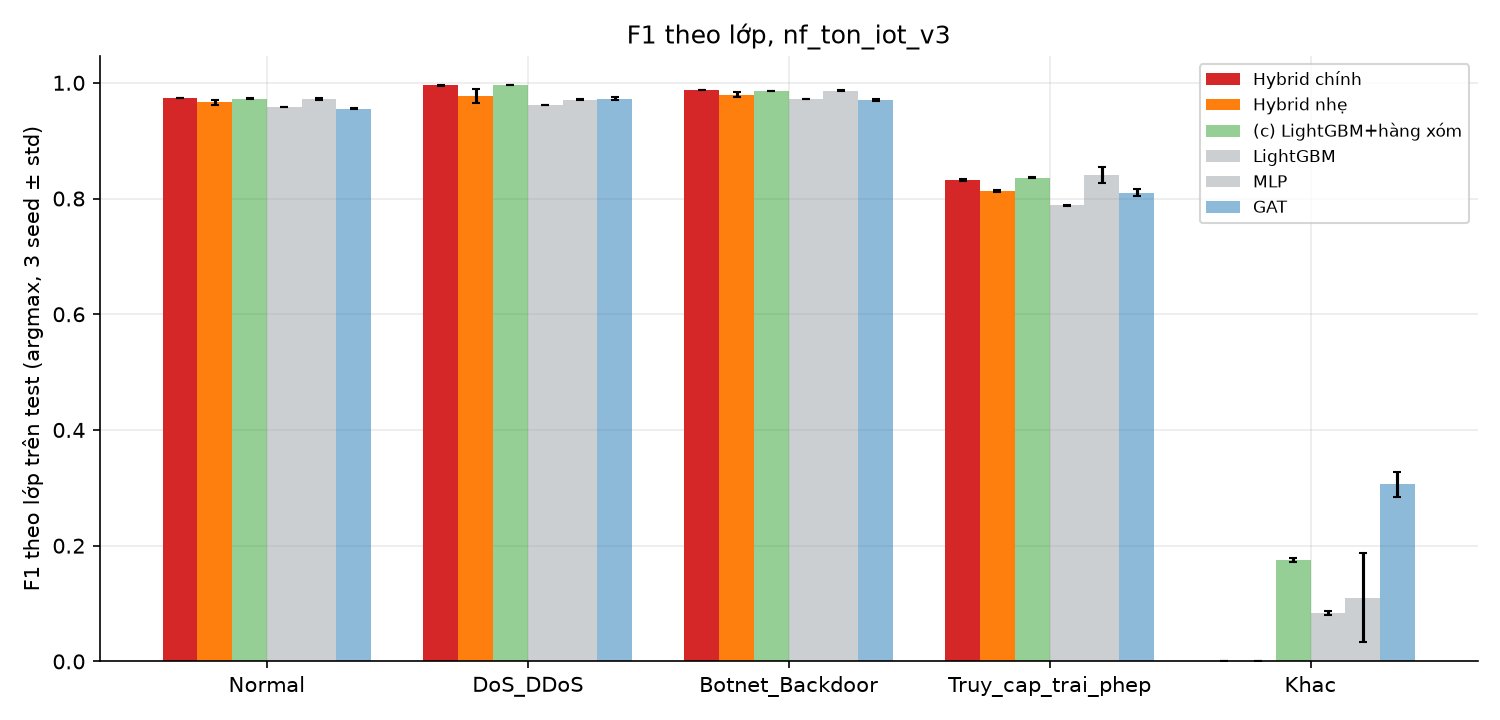 F1 theo lớp, nf_ton_iot_v3
F1 theo lớp trên test (argmax, 3 seed ± std)
1.0
0.8
0.6
0.4
0.2
0.0
Hybrid chính
Hybrid nhẹ
(c) LightGBM+hàng xóm
LightGBM
MLP
GAT
Normal
DoS_DDoS
Botnet_Backdoor
Truy_cap_trai_phep
Khac